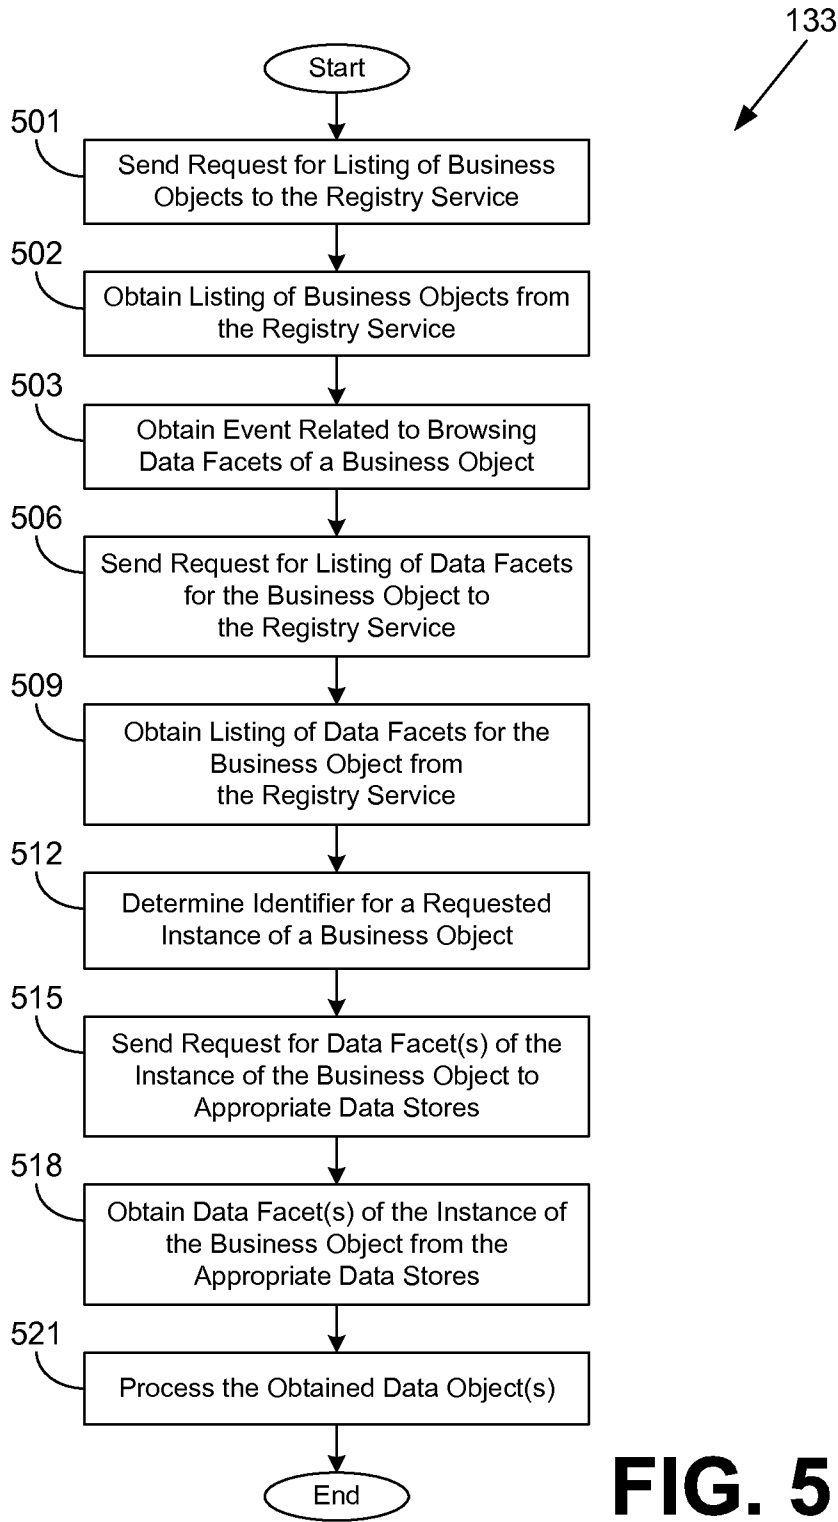 133
Start
501
Send Request for Listing of Business
Objects to the Registry Service
502
Obtain Listing of Business Objects from
the Registry Service
503
Obtain Event Related to Browsing
Data Facets of a Business Object
506
Send Request for Listing of Data Facets
for the Business Object to
the Registry Service
509
Obtain Listing of Data Facets for the
Business Object from
the Registry Service
512
Determine Identifier for a Requested
Instance of a Business Object
515
Send Request for Data Facet(s) of the
Instance of the Business Object to
Appropriate Data Stores
518
Obtain Data Facet(s) of the Instance of
the Business Object from the
Appropriate Data Stores
521
Process the Obtained Data Object(s)
End
FIG. 5